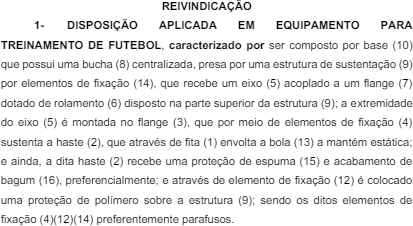 REIVINDICAÇÃO
1- DISPOSIÇÃO APLICADA EM EQUIPAMENTO PARA
TREINAMENTO DE FUTEBOL, caracterizado por ser composto por base (10)
que possui uma bucha (8) centralizada, presa por uma estrutura de sustentação (9)
por elementos de fixação (14), que recebe um eixo (5) acoplado a um flange (7)
dotado de rolamento (6) disposto na parte superior da estrutura (9); a extremidade
do eixo (5) é montada no flange (3), que por meio de elementos de fixação (4)
sustenta a haste (2), que através de fita (1) envolta a bola (13) a mantém estática;
e ainda, a dita haste (2) recebe uma proteção de espuma (15) e acabamento de
bagum (16), preferencialmente; e através de elemento de fixação (12) é colocado
uma proteção de polímero sobre a estrutura (9); sendo os ditos elementos de
fixação (4)(12)(14) preferentemente parafusos.